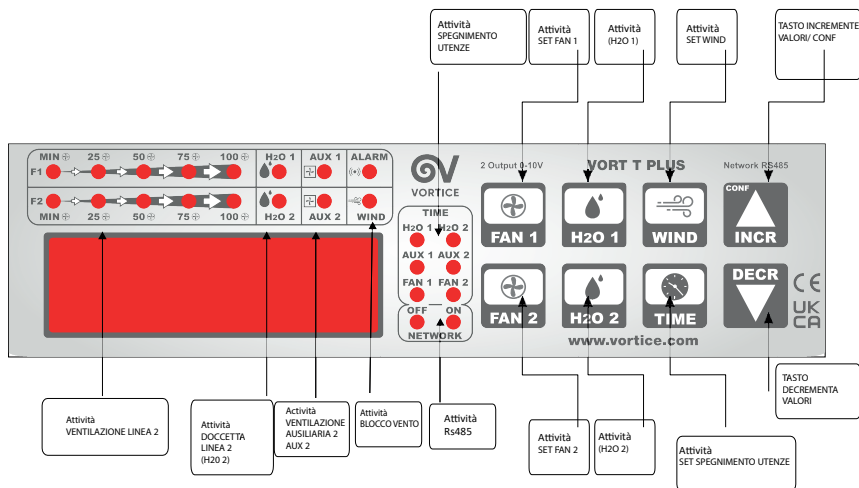 Attività
SPEGNIMENTO
UTENZE
Attività
SET FAN 1
Attività
(H2O 1)
Attività
SET WIND
TASTO INCREMENTE
VALORI/ CONF
MIN 25 50 75 100 H2O 1 AUX 1 ALARM
F1
F2
MIN 25 50 75 100 H2O 2 AUX 2 WIND
VORTICE
2 Output 0-10V
VORT T PLUS
Network RS485
TIME
H2O 1 H2O 2
AUX 1 AUX 2
FAN 1 FAN 2
OFF ON
NETWORK
FAN 1
H2O 1
WIND
CONF
INCR
FAN 2
H2O 2
TIME
DECR
CE
UK
CA
www.vortice.com
Attività
VENTILAZIONE LINEA 2
Attività
DOCCETTA
LINEA 2
(H20 2)
Actività
VENTILAZIONE
AUSILIARIA 2
AUX 2
Attività
BLOCCO VENTO
Attività
Rs485
Attività
SET FAN 2
Attività
(H2O 2)
Attività
SET SPEGNIMENTO UTENZE
TASTO
DECREMENTA
VALORI